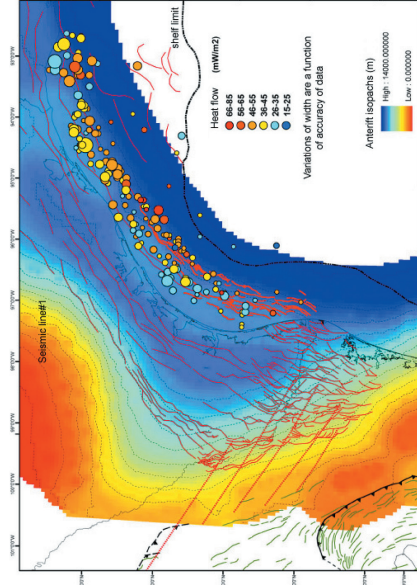 Seismic line#1
shelf limit
Heat flow (mW/m2)
66-85
56-65
46-55
36-45
26-35
15-25
Variations of width are a function
of accuracy of data
Anterift isopachs (m)
High : 14000.000000
Low : 0.000000